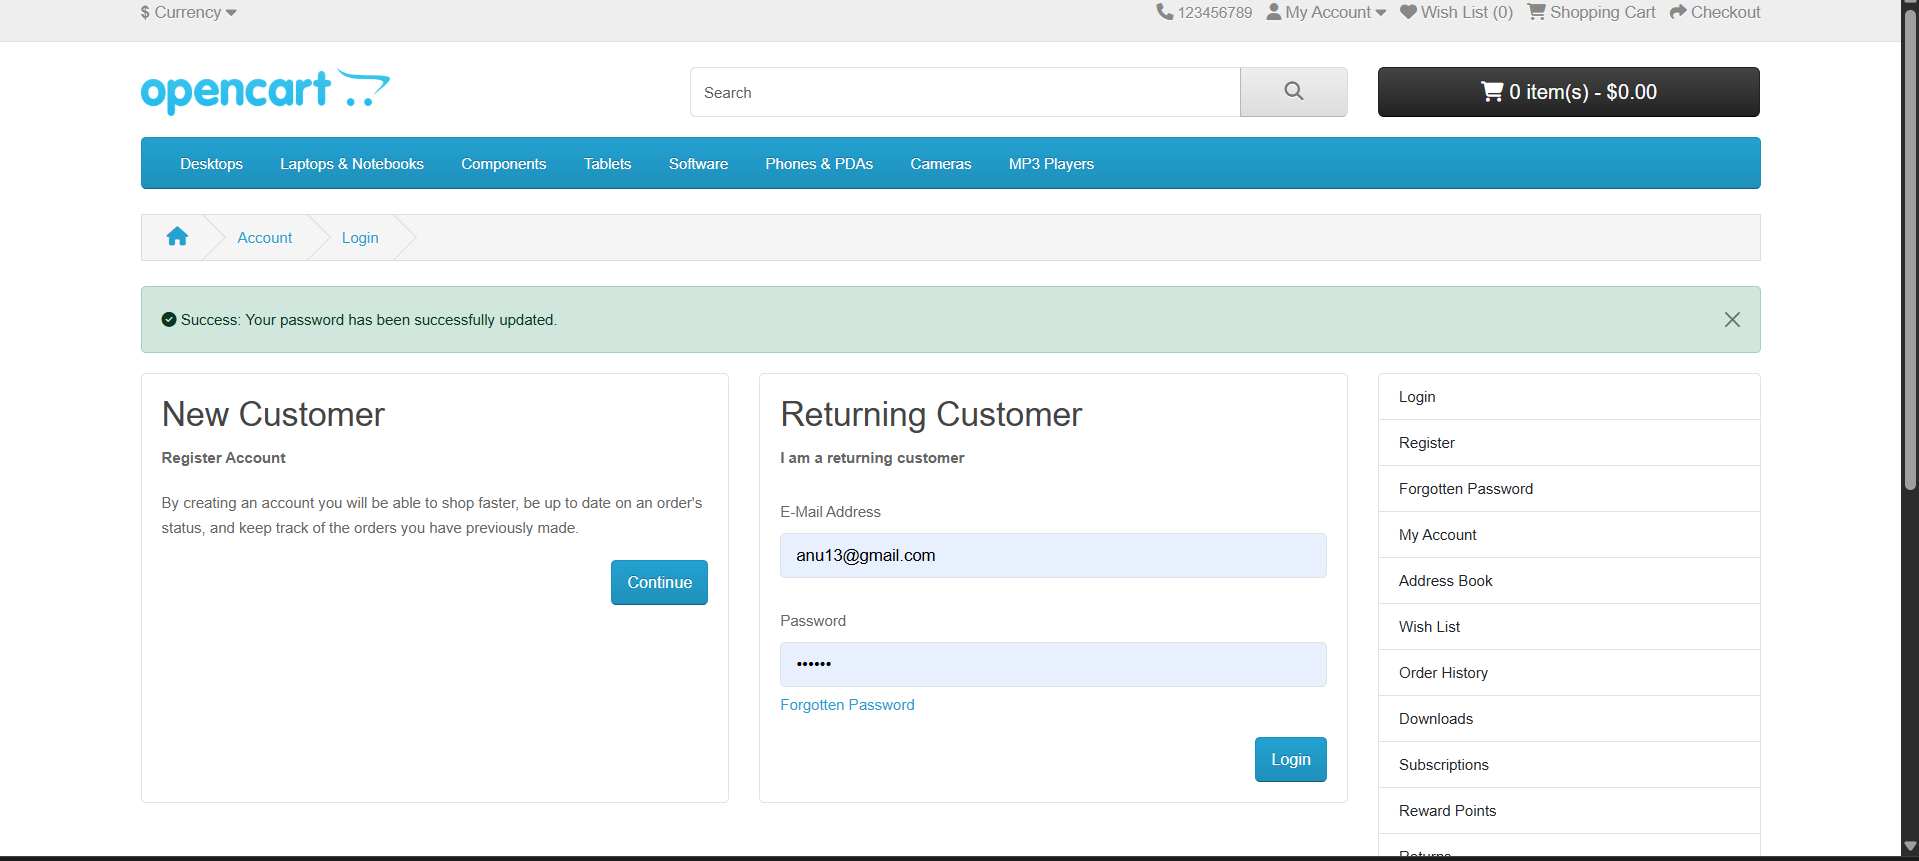 $ Currency
123456789 My Account Wish List (0) Shopping Cart Checkout
opencart
Search
0 item(s) - $0.00
Desktops Laptops & Notebooks Components Tablets Software Phones & PDAs Cameras MP3 Players
Account Login
Success: Your password has been successfully updated.
New Customer
Register Account
By creating an account you will be able to shop faster, be up to date on an order's
status, and keep track of the orders you have previously made.
Continue
Returning Customer
I am a returning customer
E-Mail Address
anu13@gmail.com
Password
••••••
Forgotten Password
Login
Login
Register
Forgotten Password
My Account
Address Book
Wish List
Order History
Downloads
Subscriptions
Reward Points
Returns